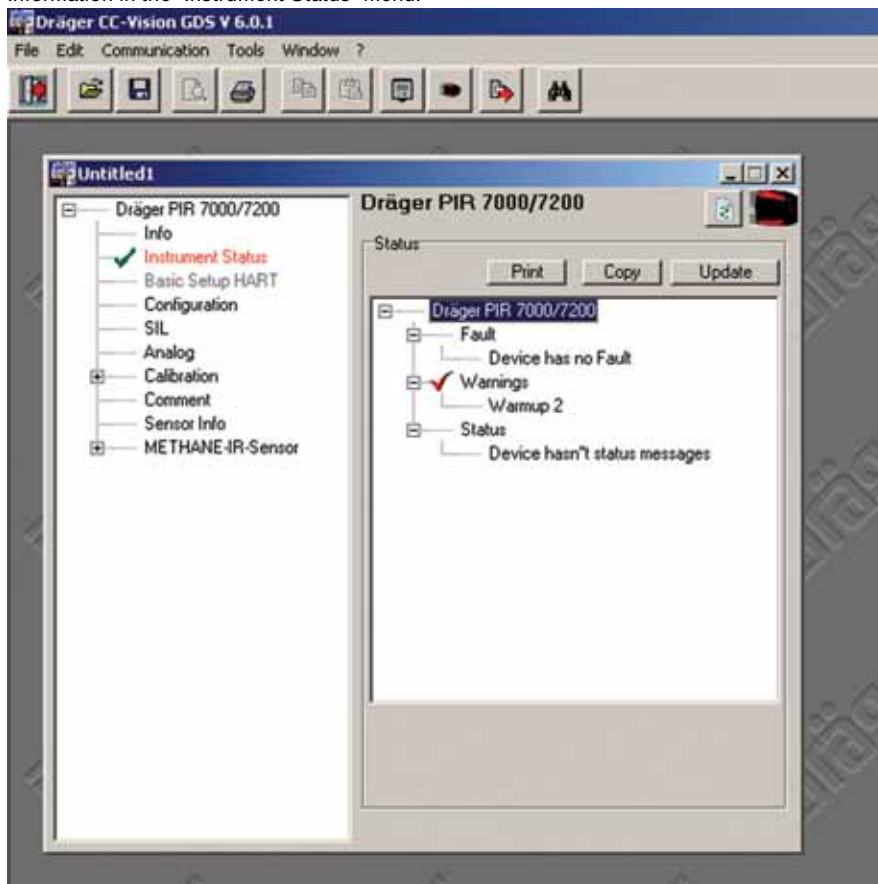 information in the "Instrument Status" menu.
Dräger CC-Vision GDS V 6.0.1
File Edit Communication Tools Window ?
Untitled1
Dräger PIR 7000/7200
Info
Instrument Status
Basic Setup HART
Configuration
SIL
Analog
Calibration
Comment
Sensor Info
METHANE-IR-Sensor
Dräger PIR 7000/7200
Status
Print Copy Update
Dräger PIR 7000/7200
Fault
Device has no Fault
Warnings
Warmup 2
Status
Device hasn"t status messages